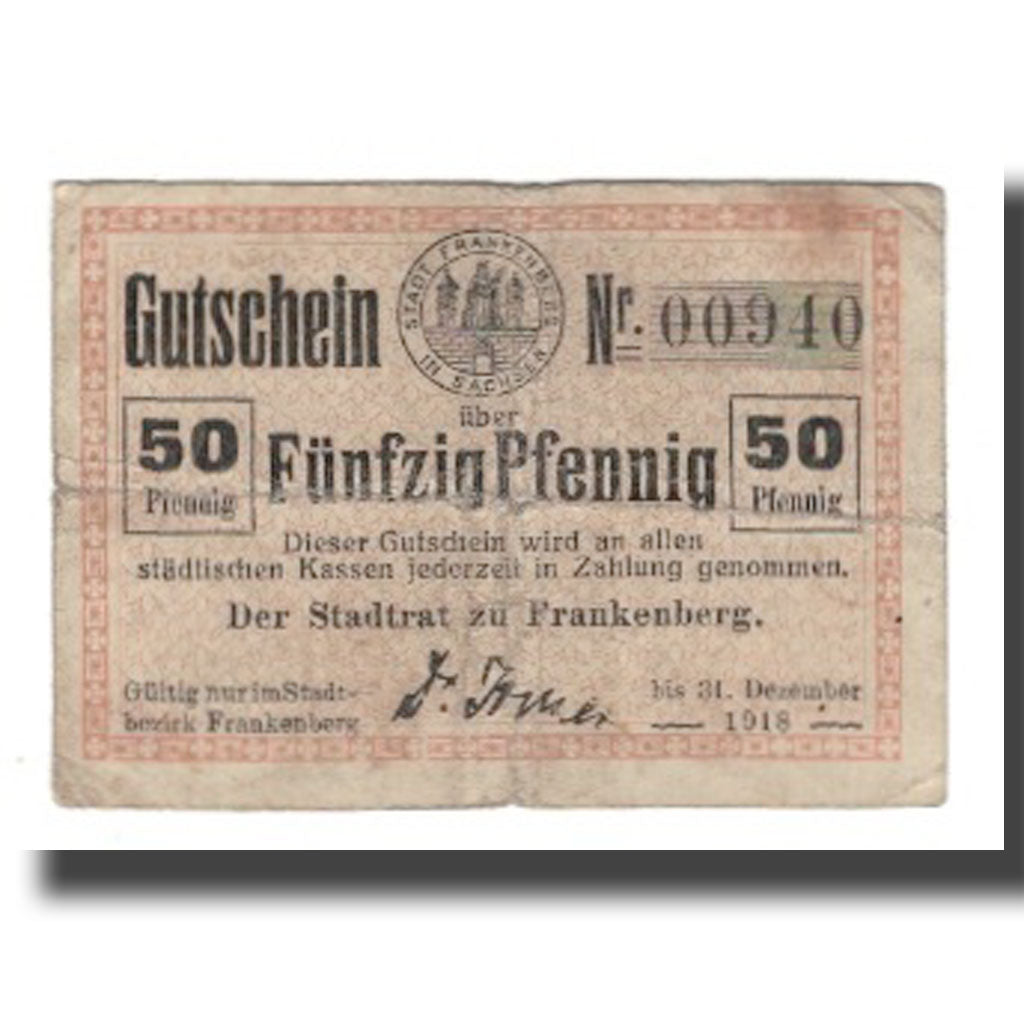 Gutschein
STADT FRANKENBERG
IN SACHSEN
Nr. 00940
über
50
Pfennig
Fünfzig Pfennig
50
Pfennig
Dieser Gutschein wird an allen
städtischen Kassen jederzeit in Zahlung genommen.
Der Stadtrat zu Frankenberg.
Gültig nur im Stadt-
bezirk Frankenberg
Dr. Irmer
bis 31. Dezember
— 1918 —